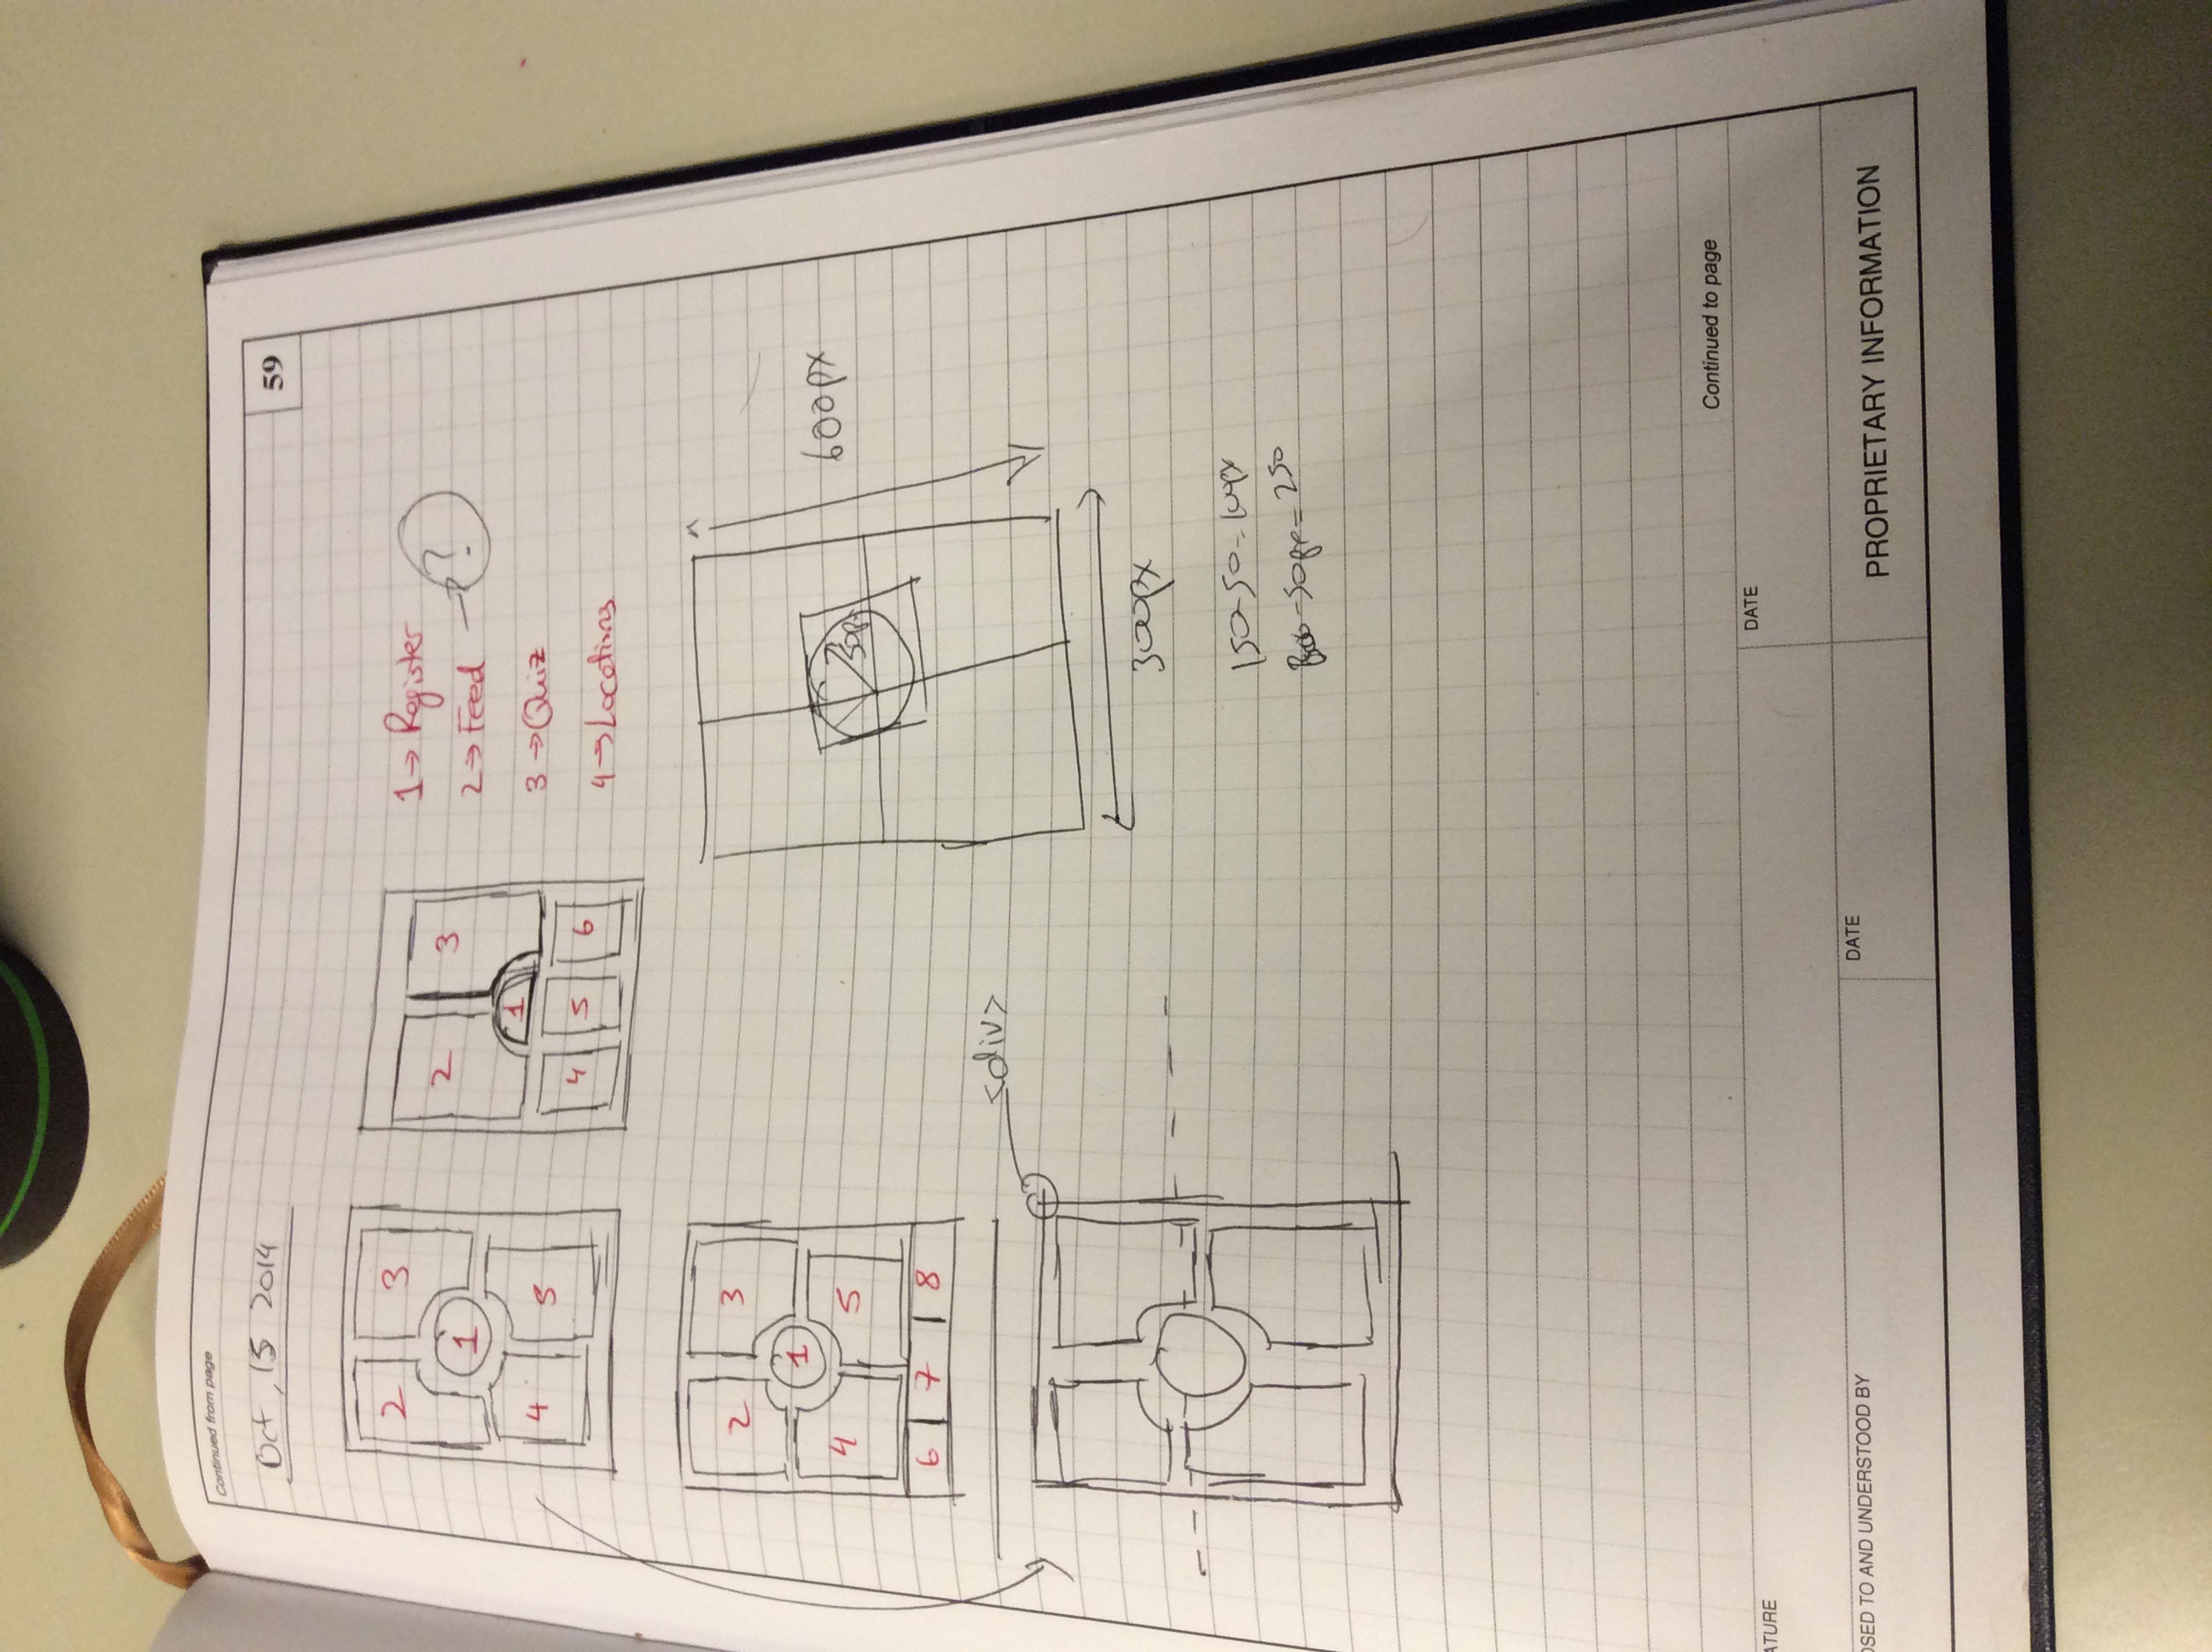 Continued from page
59
Oct, 15 2014
2 3
1
4 5
2 3
1
4 5 6
1 → Register
2 → Feed → ?
3 → Quiz
4 → Locations
2 3
1
4 5
6 7 8
50px
600px
300px
<div>
150-50=100px
-50px=250
Continued to page
ATURE
DATE
OSED TO AND UNDERSTOOD BY
DATE
PROPRIETARY INFORMATION